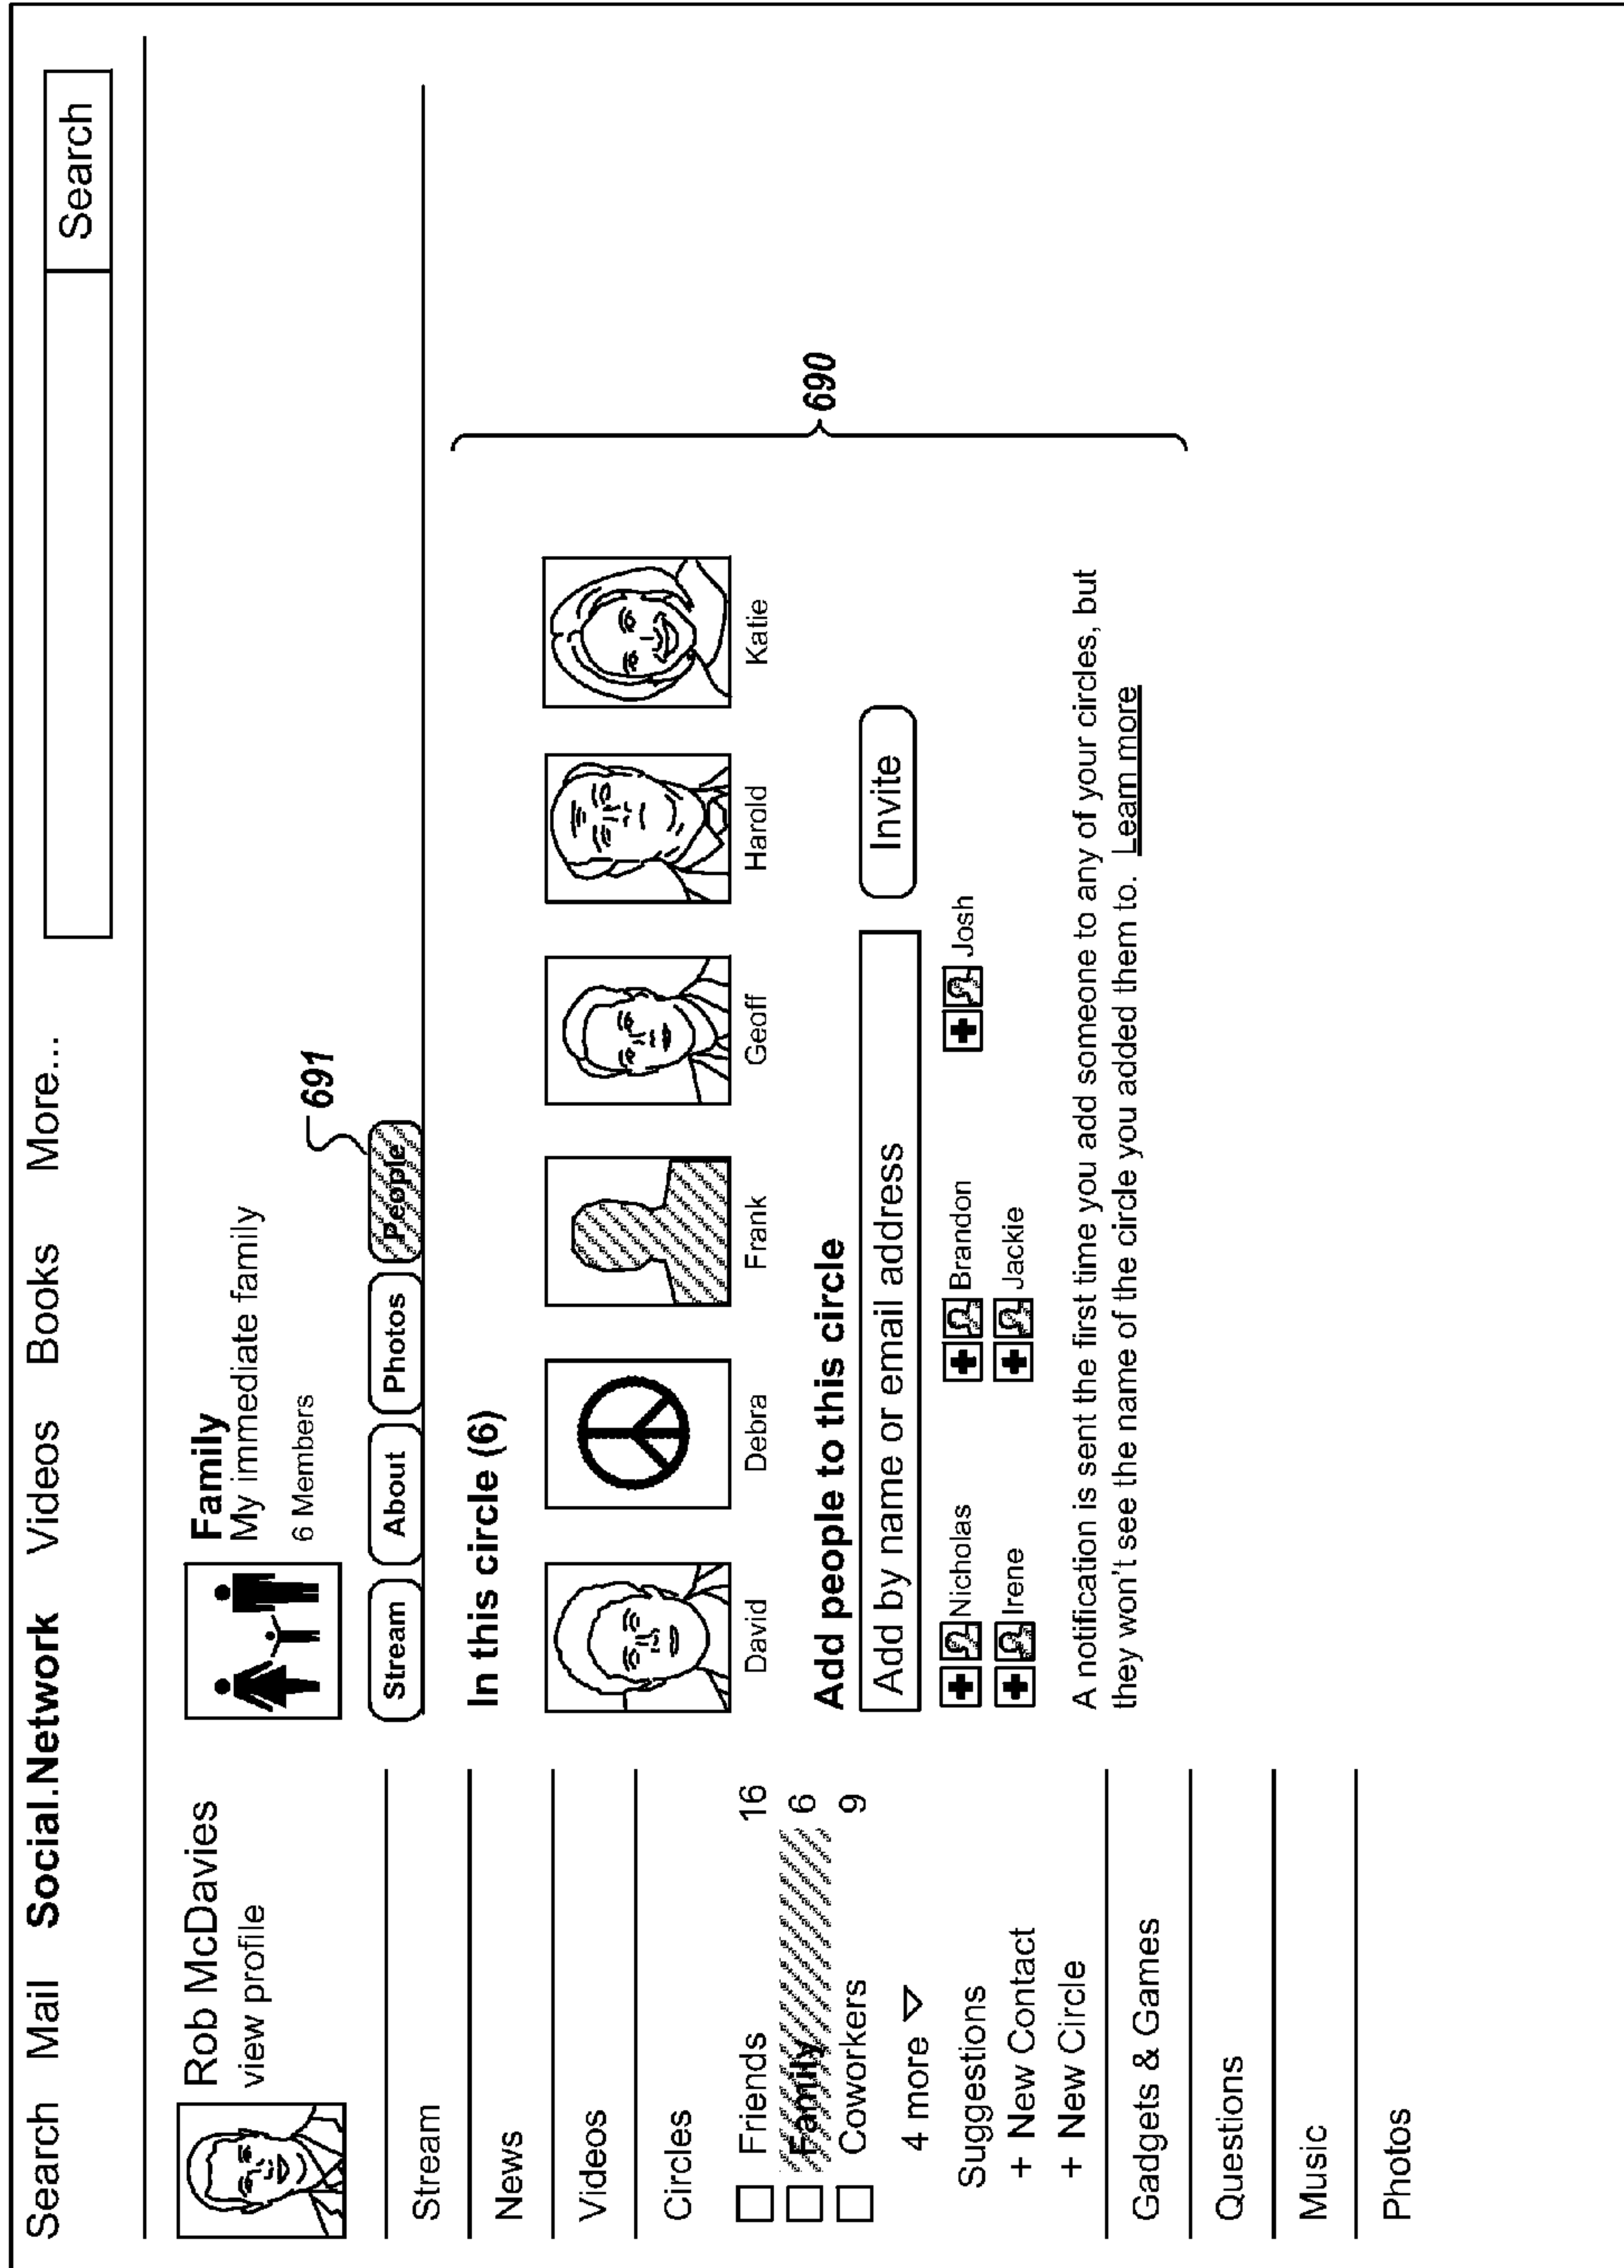 Search Mail Social.Network Videos Books More... Search
Rob McDavies
view profile
Stream
News
Videos
Circles
Friends 16
Family 6
Coworkers 9
4 more
Suggestions
+ New Contact
+ New Circle
Gadgets & Games
Questions
Music
Photos
Family
My immediate family
6 Members
691
Stream About Photos People
In this circle (6)
David Debra Frank Geoff Harold Katie
690
Add people to this circle
Add by name or email address Invite
Nicholas Brandon Josh
Irene Jackie
A notification is sent the first time you add someone to any of your circles, but
they won't see the name of the circle you added them to. Learn more